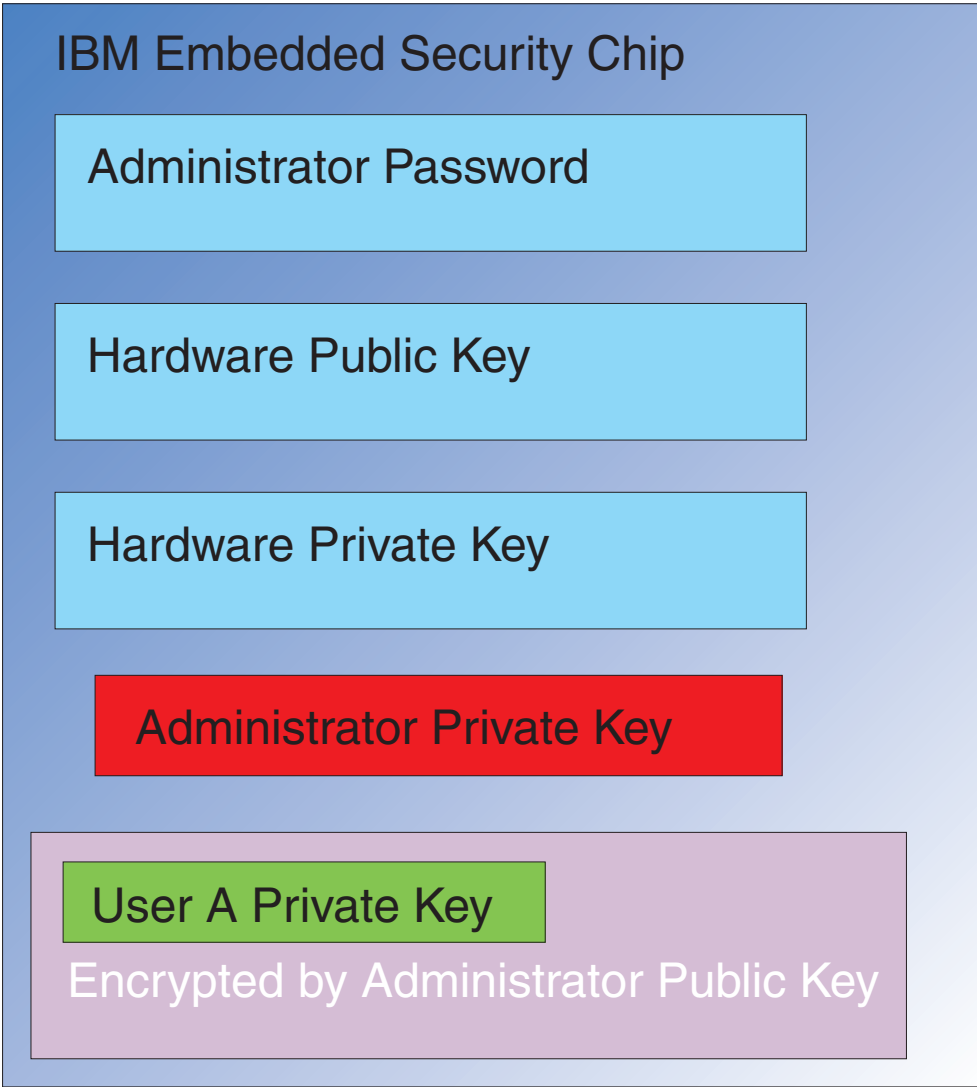 IBM Embedded Security Chip
Administrator Password
Hardware Public Key
Hardware Private Key
Administrator Private Key
User A Private Key
Encrypted by Administrator Public Key